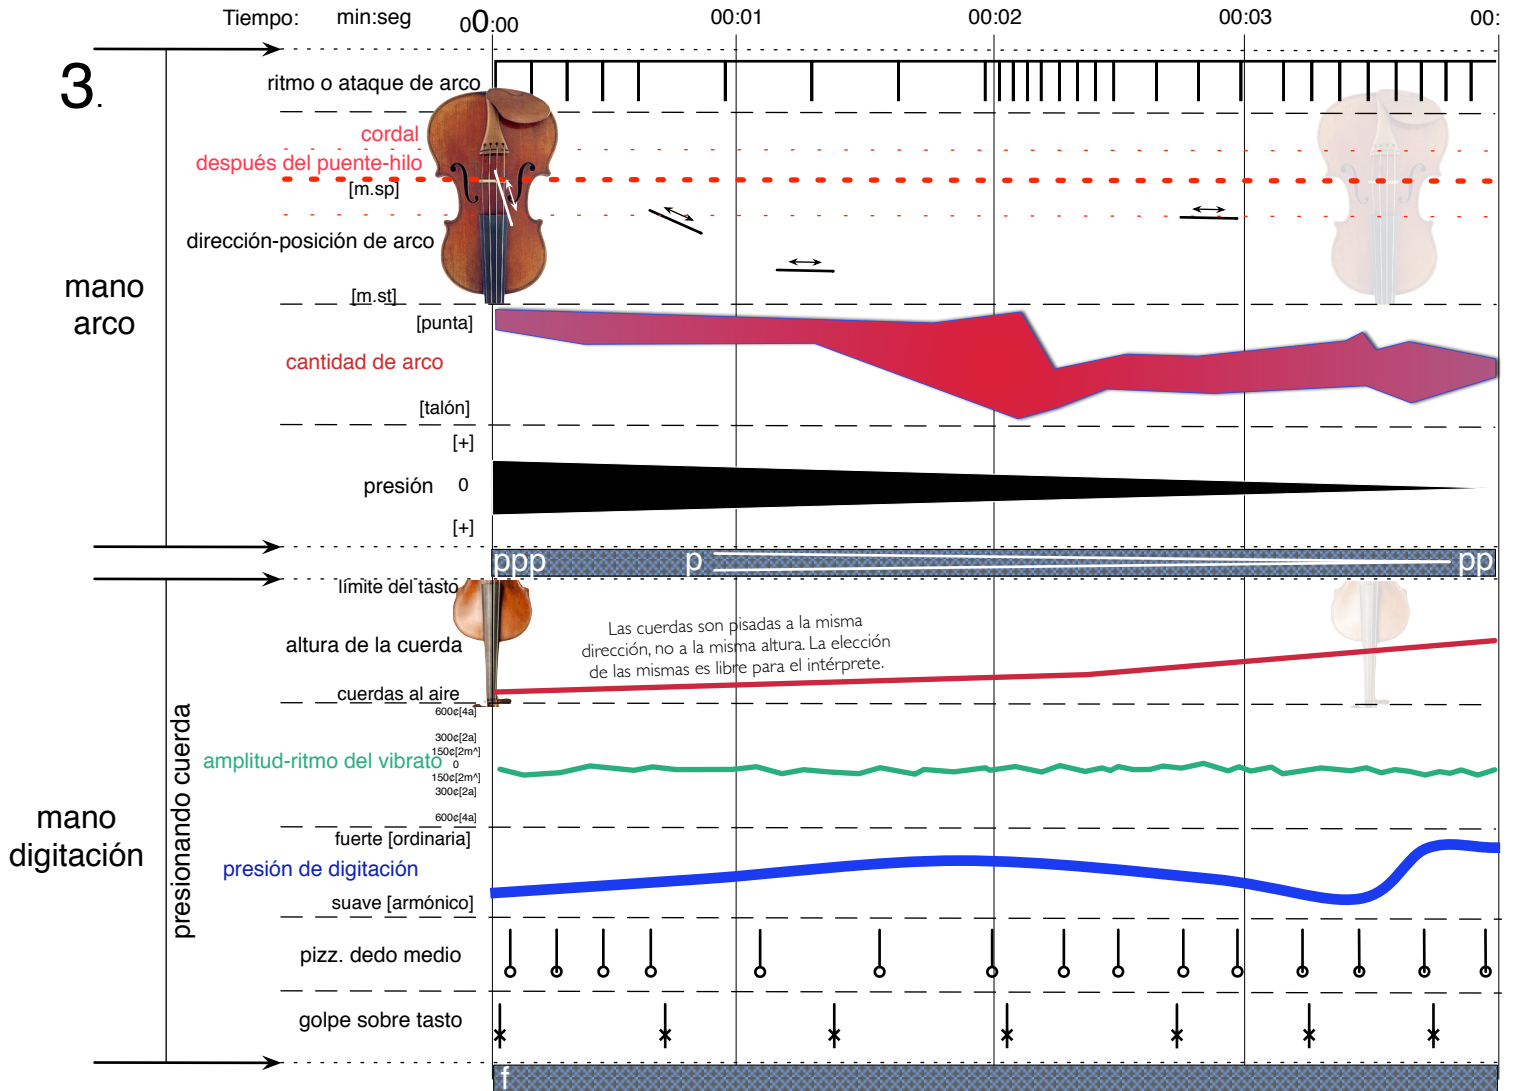 Tiempo: min:seg 00:00 00:01 00:02 00:03 00:
3.
ritmo o ataque de arco
cordal
después del puente-hilo
[m.sp]
dirección-posición de arco
[m.st]
mano
arco
[punta]
cantidad de arco
[talón]
[+]
presión 0
[+]
ppp p pp
límite del tasto
altura de la cuerda
Las cuerdas son pisadas a la misma
dirección, no a la misma altura. La elección
de las mismas es libre para el intérprete.
cuerdas al aire
600¢[4a]
300¢[2a]
150¢[2m^]
amplitud-ritmo del vibrato
0
150¢[2m^]
300¢[2a]
600¢[4a]
mano
digitación
presionando cuerda
fuerte [ordinaria]
presión de digitación
suave [armónico]
pizz. dedo medio
golpe sobre tasto
f